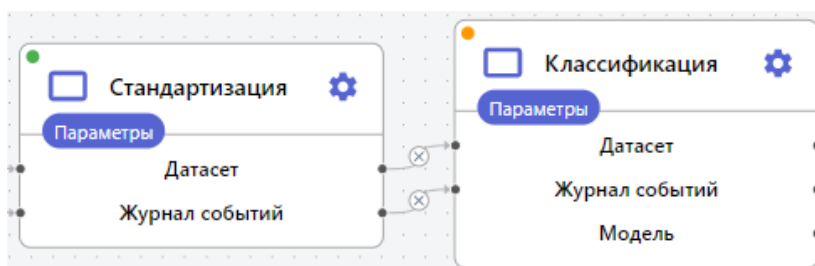 Стандартизация
Параметры
Датасет
Журнал событий
Классификация
Параметры
Датасет
Журнал событий
Модель